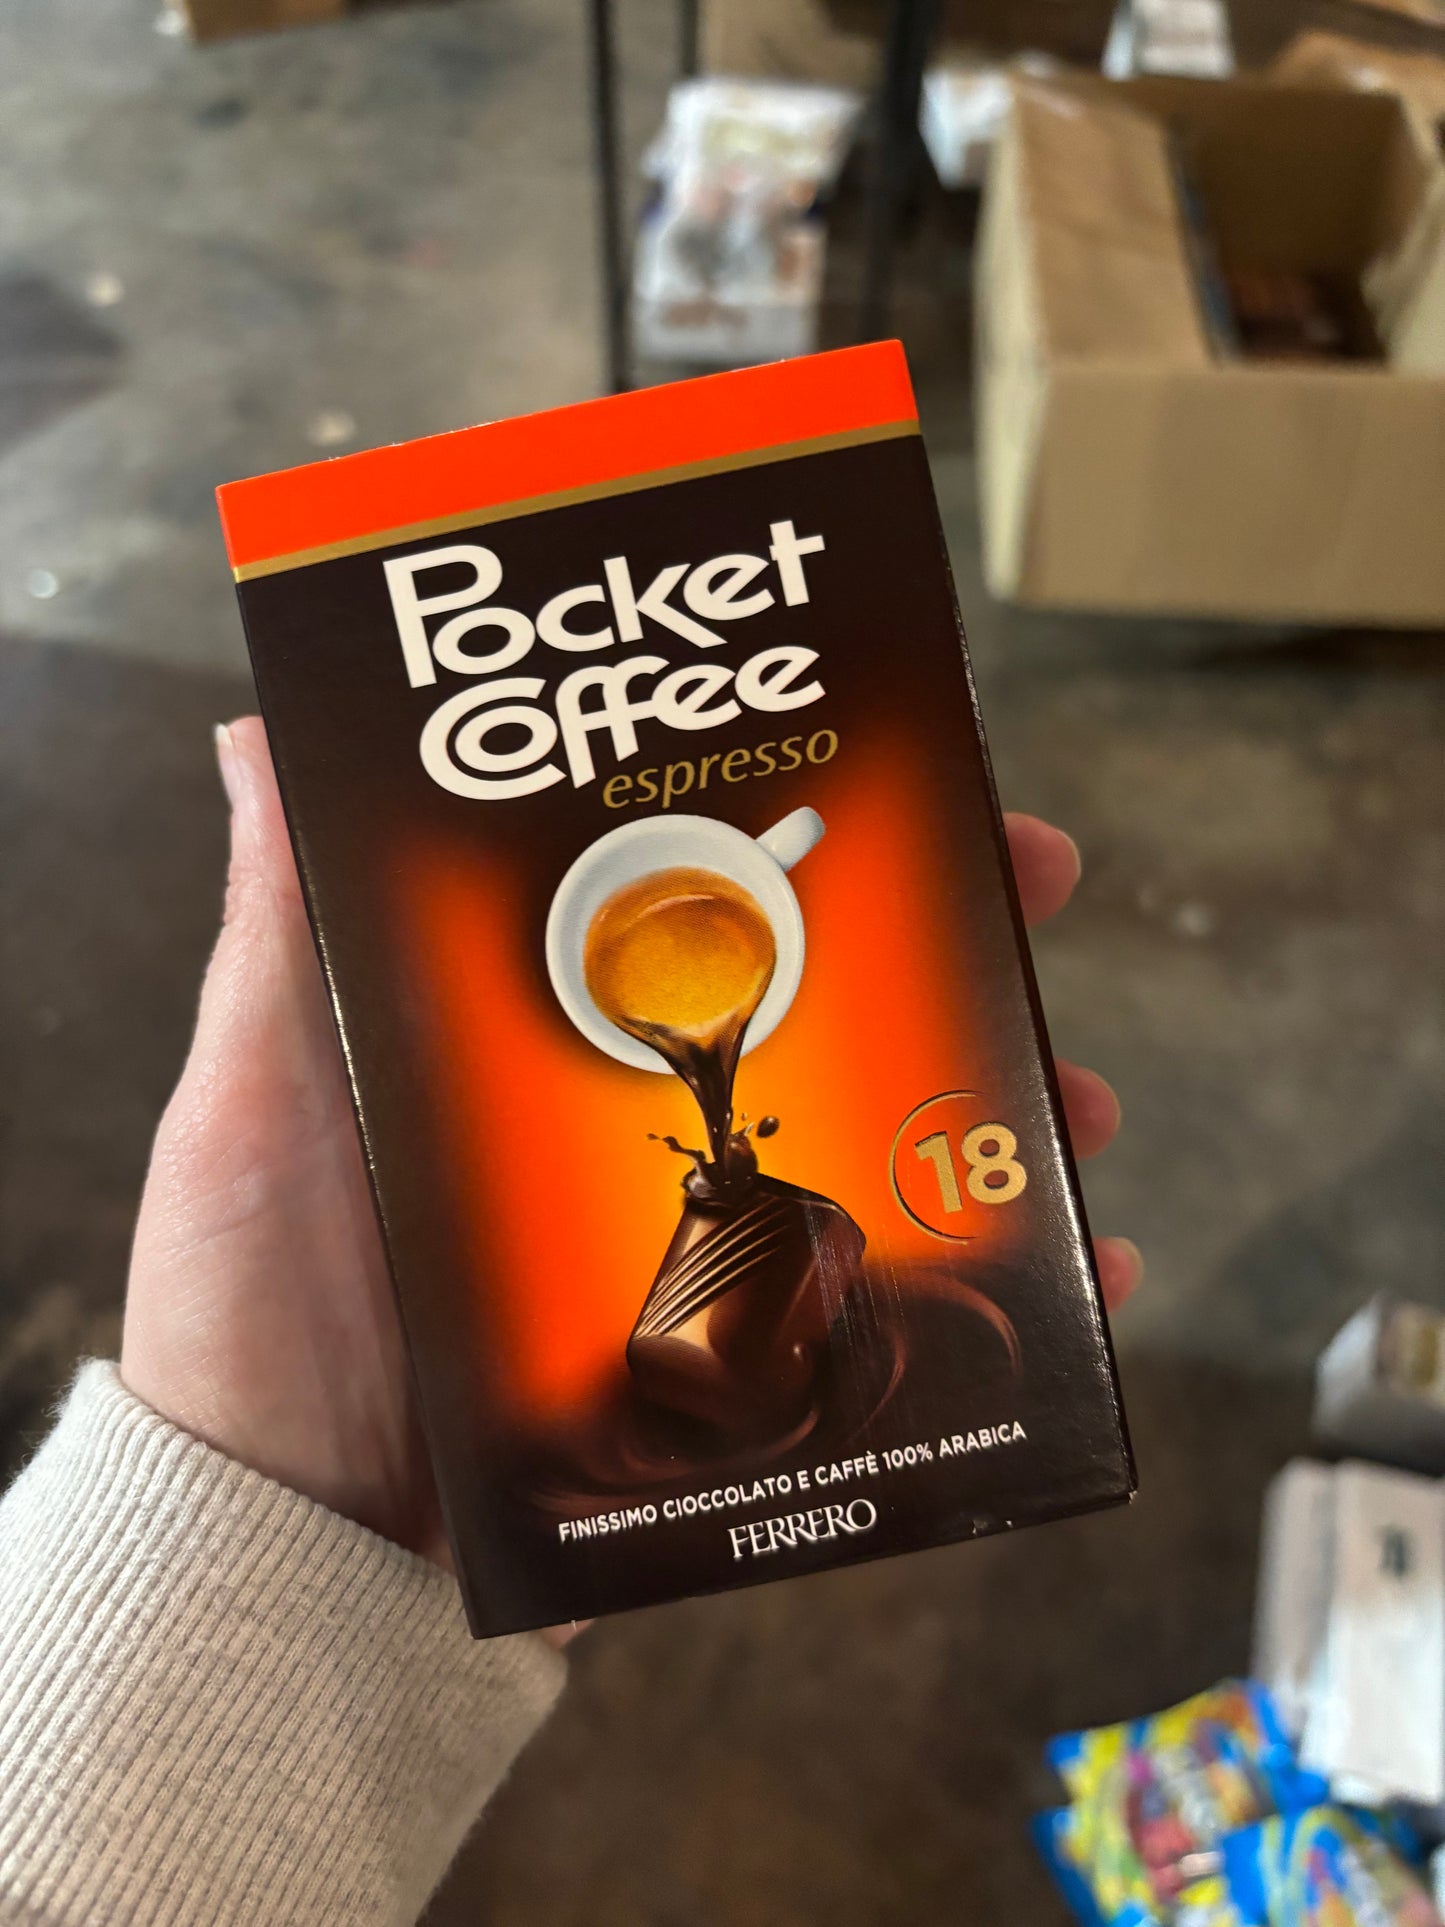 Pocket
Coffee
espresso
18
FINISSIMO CIOCCOLATO E CAFFÈ 100% ARABICA
FERRERO